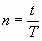 n = t/T